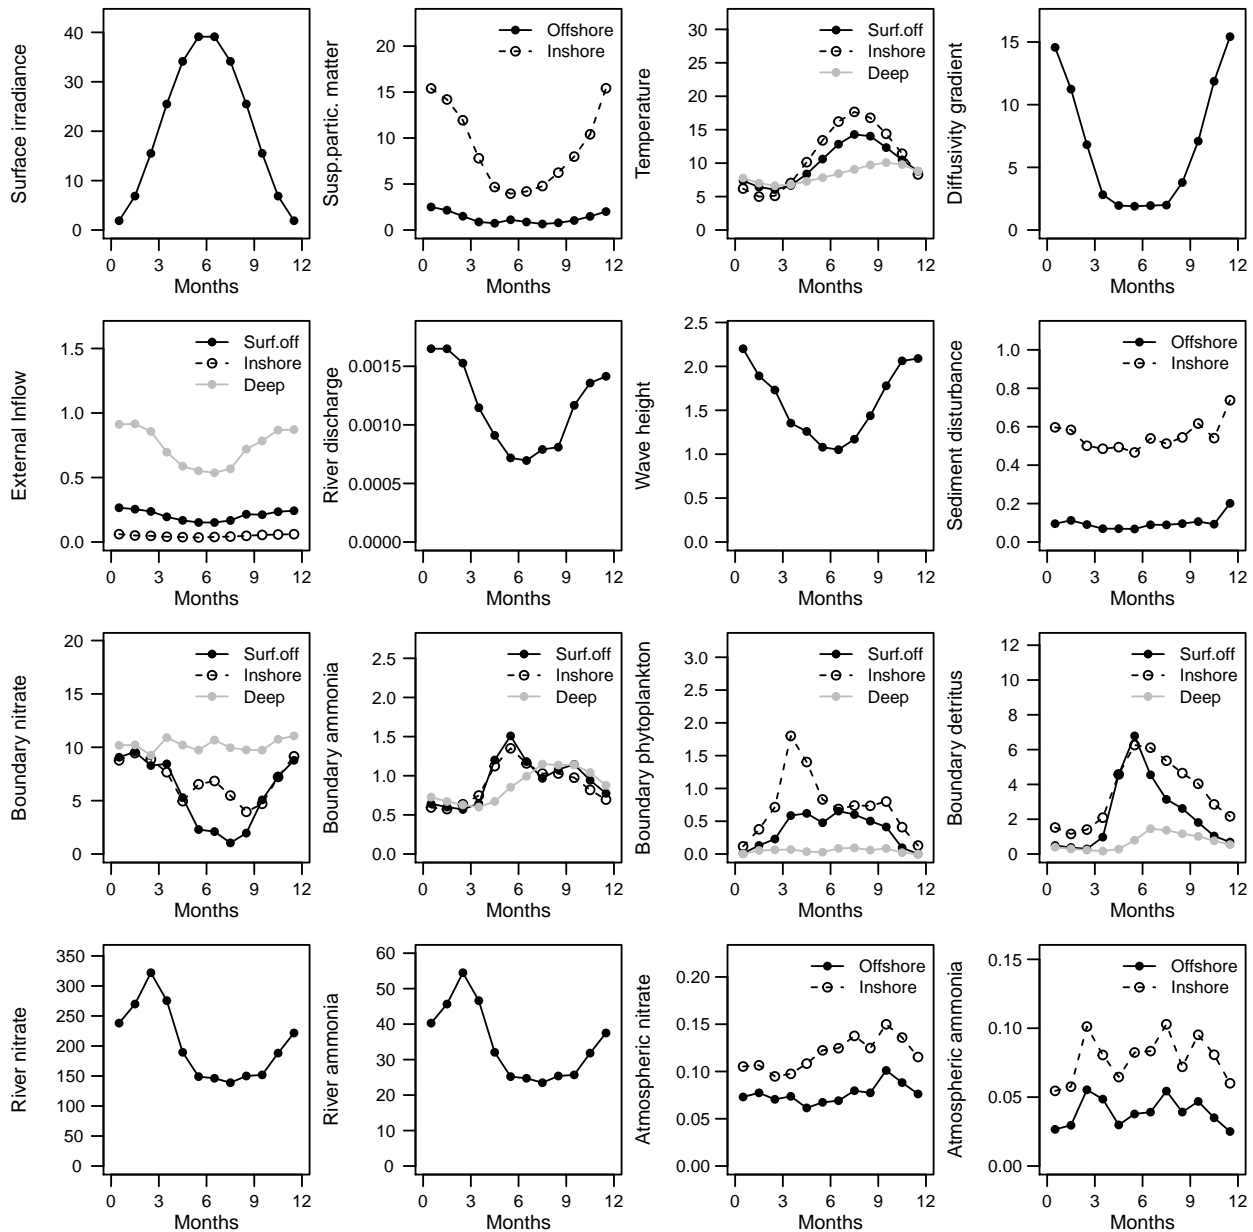 Surface irradiance
40
30
20
10
0
0 3 6 9 12
Months
Susp.partic. matter
20
15
10
5
0
Offshore
Inshore
0 3 6 9 12
Months
Temperature
30
25
20
15
10
5
0
Surf.off
Inshore
Deep
0 3 6 9 12
Months
Diffusivity gradient
15
10
5
0
0 3 6 9 12
Months
External Inflow
1.5
1.0
0.5
0.0
Surf.off
Inshore
Deep
0 3 6 9 12
Months
River discharge
0.0015
0.0010
0.0005
0.0000
0 3 6 9 12
Months
Wave height
2.5
2.0
1.5
1.0
0.5
0.0
0 3 6 9 12
Months
Sediment disturbance
1.0
0.8
0.6
0.4
0.2
0.0
Offshore
Inshore
0 3 6 9 12
Months
Boundary nitrate
20
15
10
5
0
Surf.off
Inshore
Deep
0 3 6 9 12
Months
Boundary ammonia
2.5
2.0
1.5
1.0
0.5
0.0
Surf.off
Inshore
Deep
0 3 6 9 12
Months
Boundary phytoplankton
3.0
2.5
2.0
1.5
1.0
0.5
0.0
Surf.off
Inshore
Deep
0 3 6 9 12
Months
Boundary detritus
12
10
8
6
4
2
0
Surf.off
Inshore
Deep
0 3 6 9 12
Months
River nitrate
350
300
250
200
150
100
50
0
0 3 6 9 12
Months
River ammonia
60
50
40
30
20
10
0
0 3 6 9 12
Months
Atmospheric nitrate
0.20
0.15
0.10
0.05
0.00
Offshore
Inshore
0 3 6 9 12
Months
Atmospheric ammonia
0.15
0.10
0.05
0.00
Offshore
Inshore
0 3 6 9 12
Months